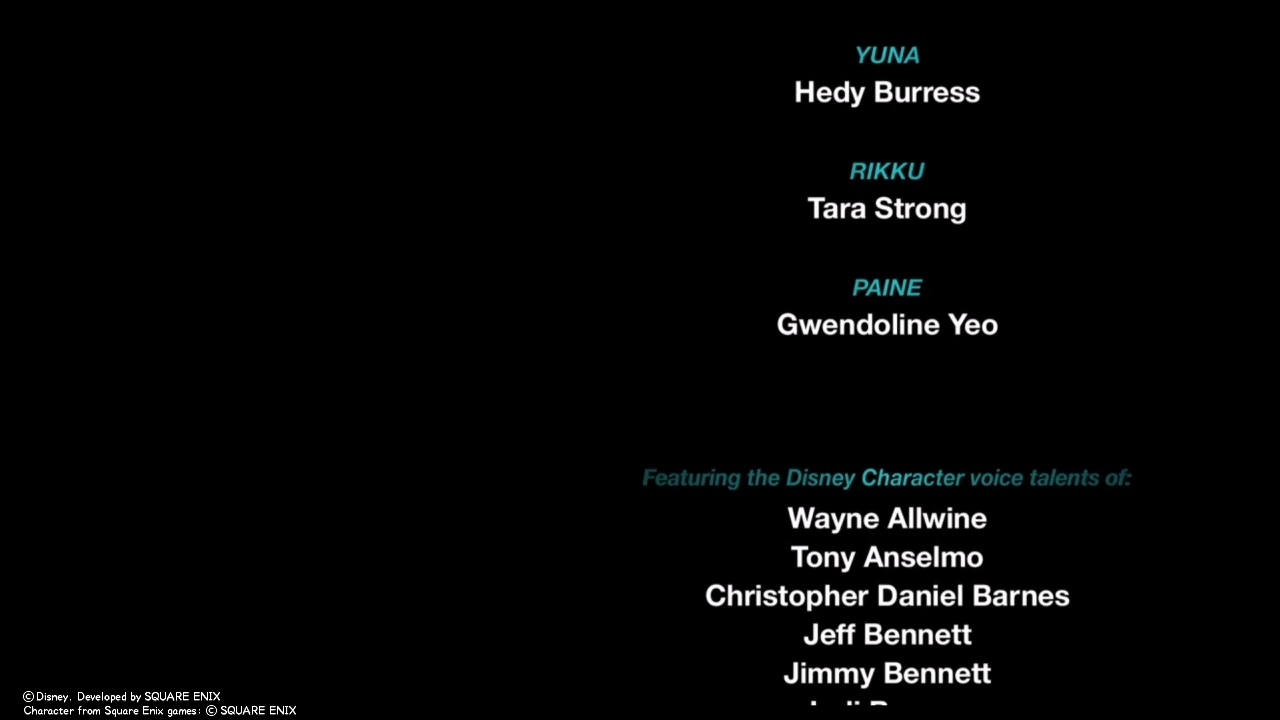 YUNA
Hedy Burress
RIKKU
Tara Strong
PAINE
Gwendoline Yeo
Featuring the Disney Character voice talents of:
Wayne Allwine
Tony Anselmo
Christopher Daniel Barnes
Jeff Bennett
Jimmy Bennett
© Disney. Developed by SQUARE ENIX
Character from Square Enix games: © SQUARE ENIX